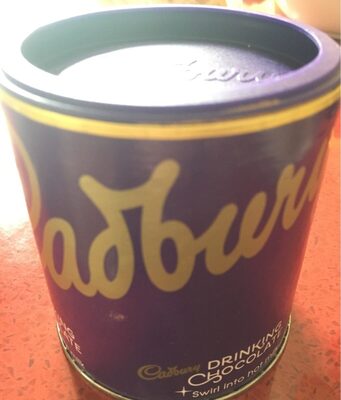 Cadbury
Cadbury
DRINKING
CHOCOLATE
Swirl into hot